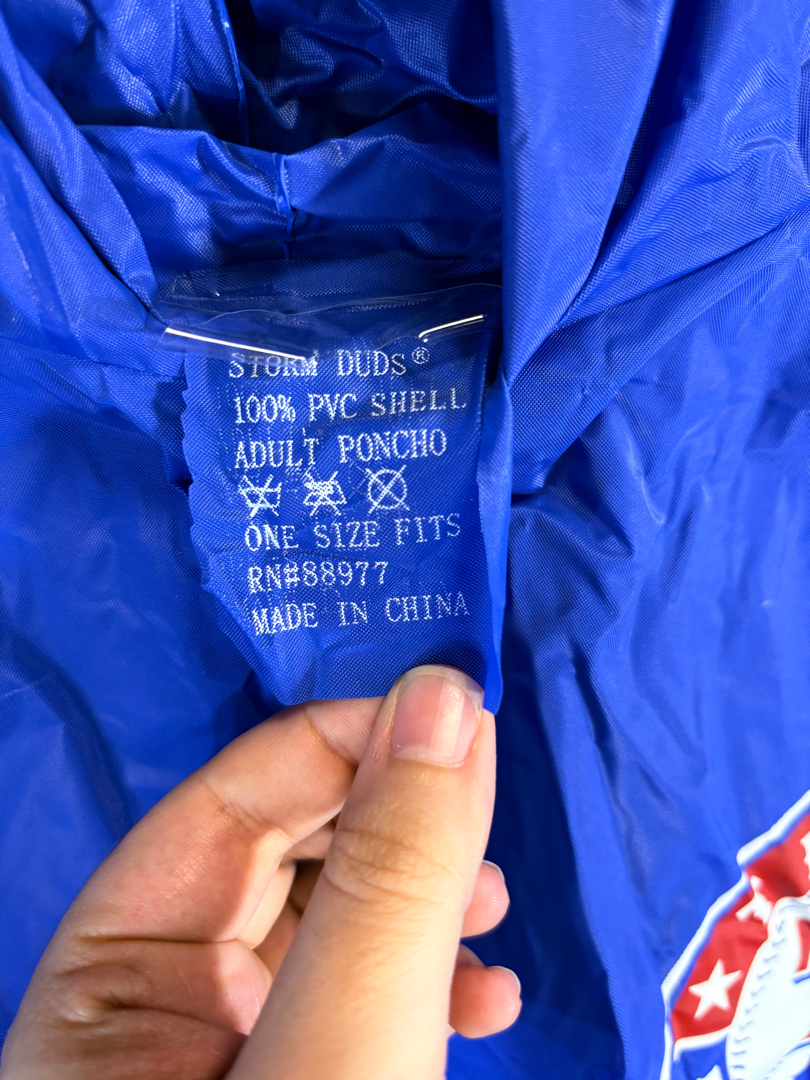 STORM DUDS®
100% PVC SHELL
ADULT PONCHO
ONE SIZE FITS
RN#88977
MADE IN CHINA